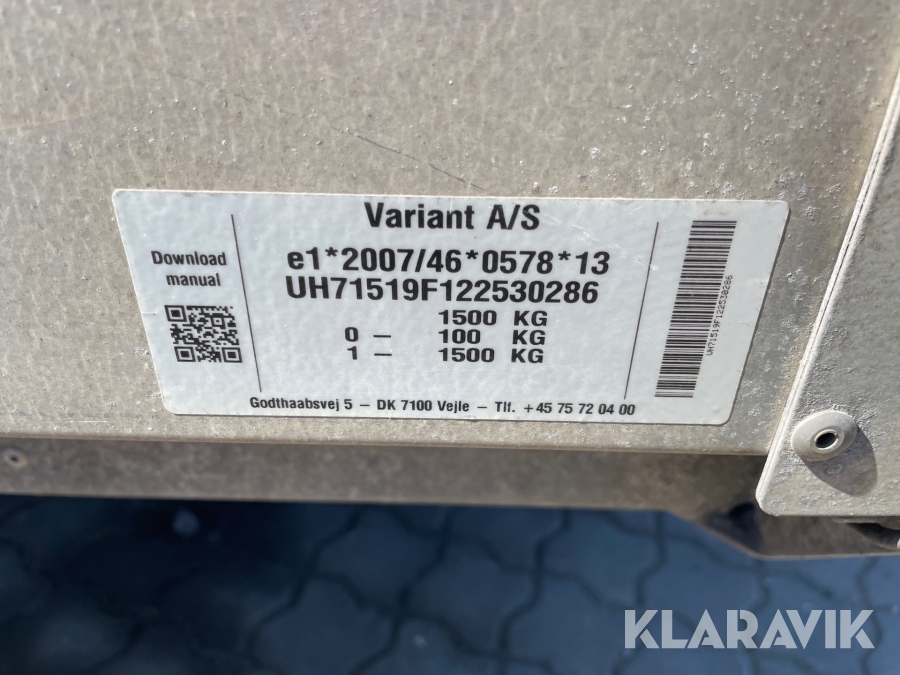 Variant A/S
Download
manual
e1*2007/46*0578*13
UH71519F122530286
1500 KG
0 – 100 KG
1 – 1500 KG
Godthaabsvej 5 – DK 7100 Vejle – Tlf. +45 75 72 04 00
UH71519F122530286
KLARAVIK